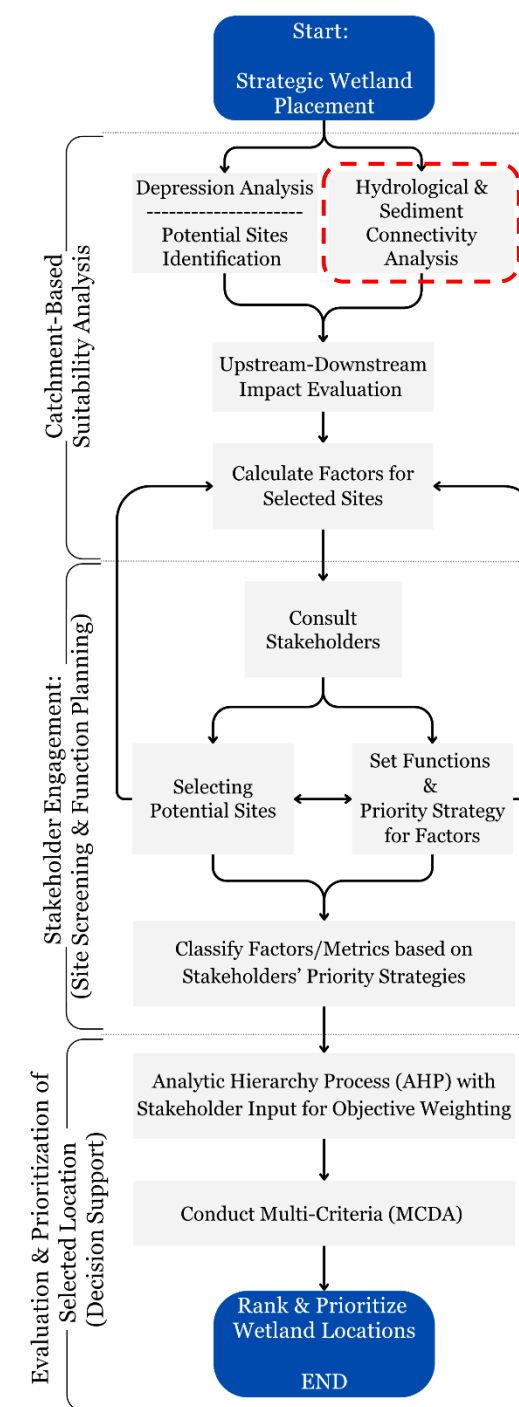 Start:
Strategic Wetland
Placement
Catchment-Based
Suitability Analysis
Depression Analysis
---------------------
Potential Sites
Identification
Hydrological &
Sediment
Connectivity
Analysis
Upstream-Downstream
Impact Evaluation
Calculate Factors for
Selected Sites
Stakeholder Engagement:
(Site Screening & Function Planning)
Consult
Stakeholders
Selecting
Potential Sites
Set Functions
&
Priority Strategy
for Factors
Classify Factors/Metrics based on
Stakeholders’ Priority Strategies
Evaluation & Prioritization of
Selected Location
(Decision Support)
Analytic Hierarchy Process (AHP) with
Stakeholder Input for Objective Weighting
Conduct Multi-Criteria (MCDA)
Rank & Prioritize
Wetland Locations
END